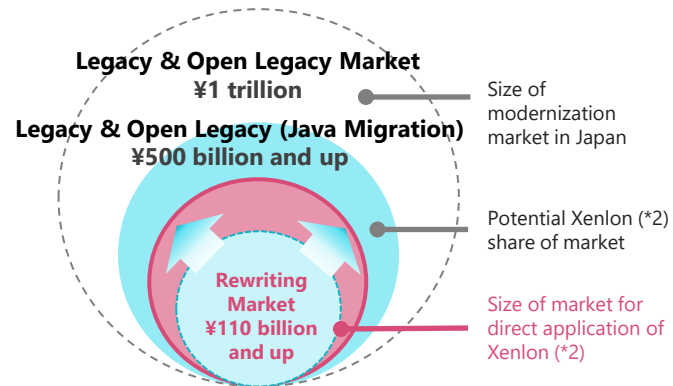 Legacy & Open Legacy Market
¥1 trillion
Legacy & Open Legacy (Java Migration)
¥500 billion and up
Rewriting
Market
¥110 billion
and up
Size of
modernization
market in Japan
Potential Xenlon (*2)
share of market
Size of market for
direct application of
Xenlon (*2)